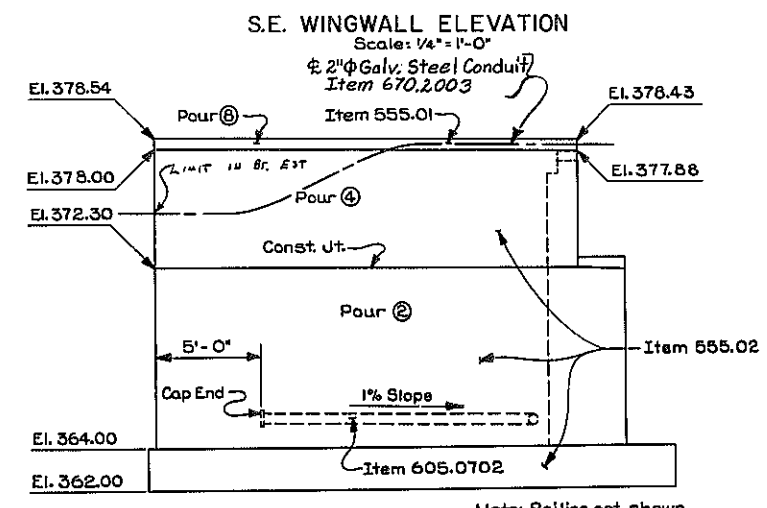 S.E. WINGWALL ELEVATION
Scale: 1/4" = 1'-0"
℄ 2"Φ Galv. Steel Conduit
Item 670.2003
El. 378.54
El. 378.43
Pour ⑧
Item 555.01
El. 378.00
LIMIT IN Br. EST
El. 377.88
Pour ④
El. 372.30
Const. Jt.
Pour ②
5'-0"
Item 555.02
Cap End
1% Slope
El. 364.00
Item 605.0702
El. 362.00
Note: Railing not shown